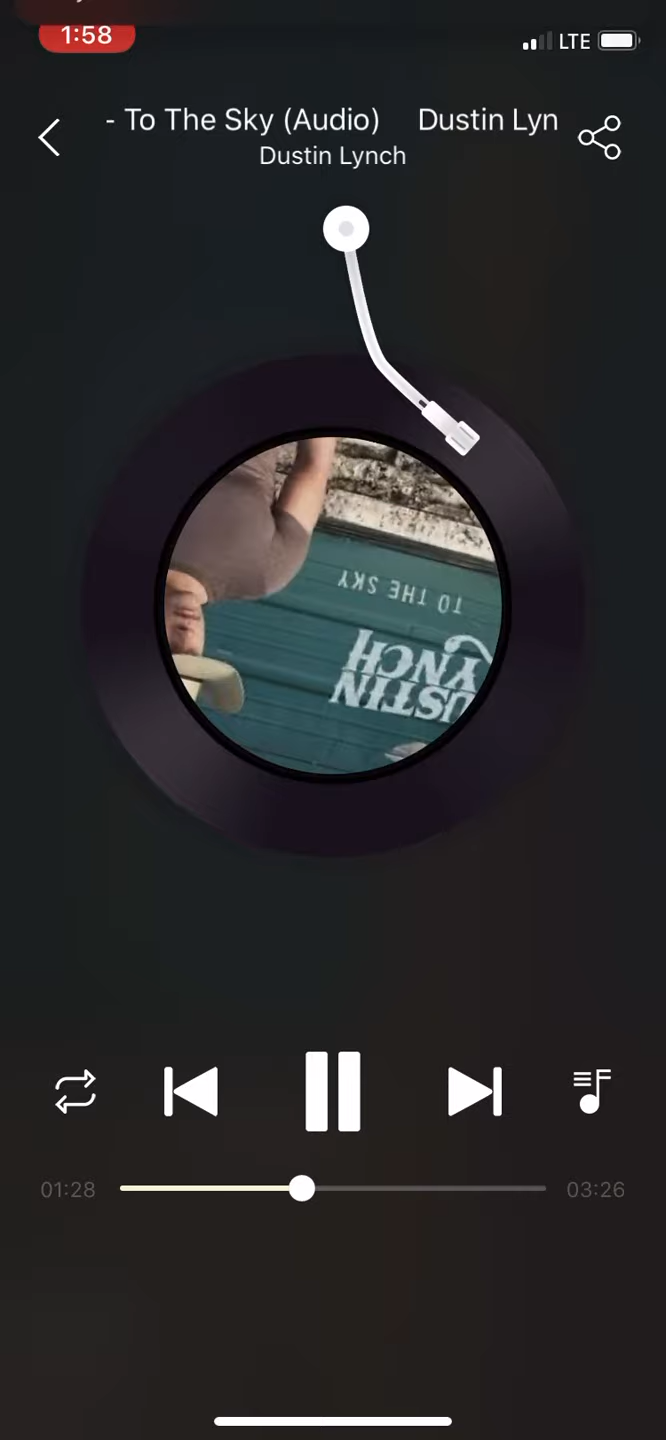 1:58
LTE
- To The Sky (Audio) Dustin Lyn
Dustin Lynch
TO THE SKY
USTIN
YNCH
01:28
03:26